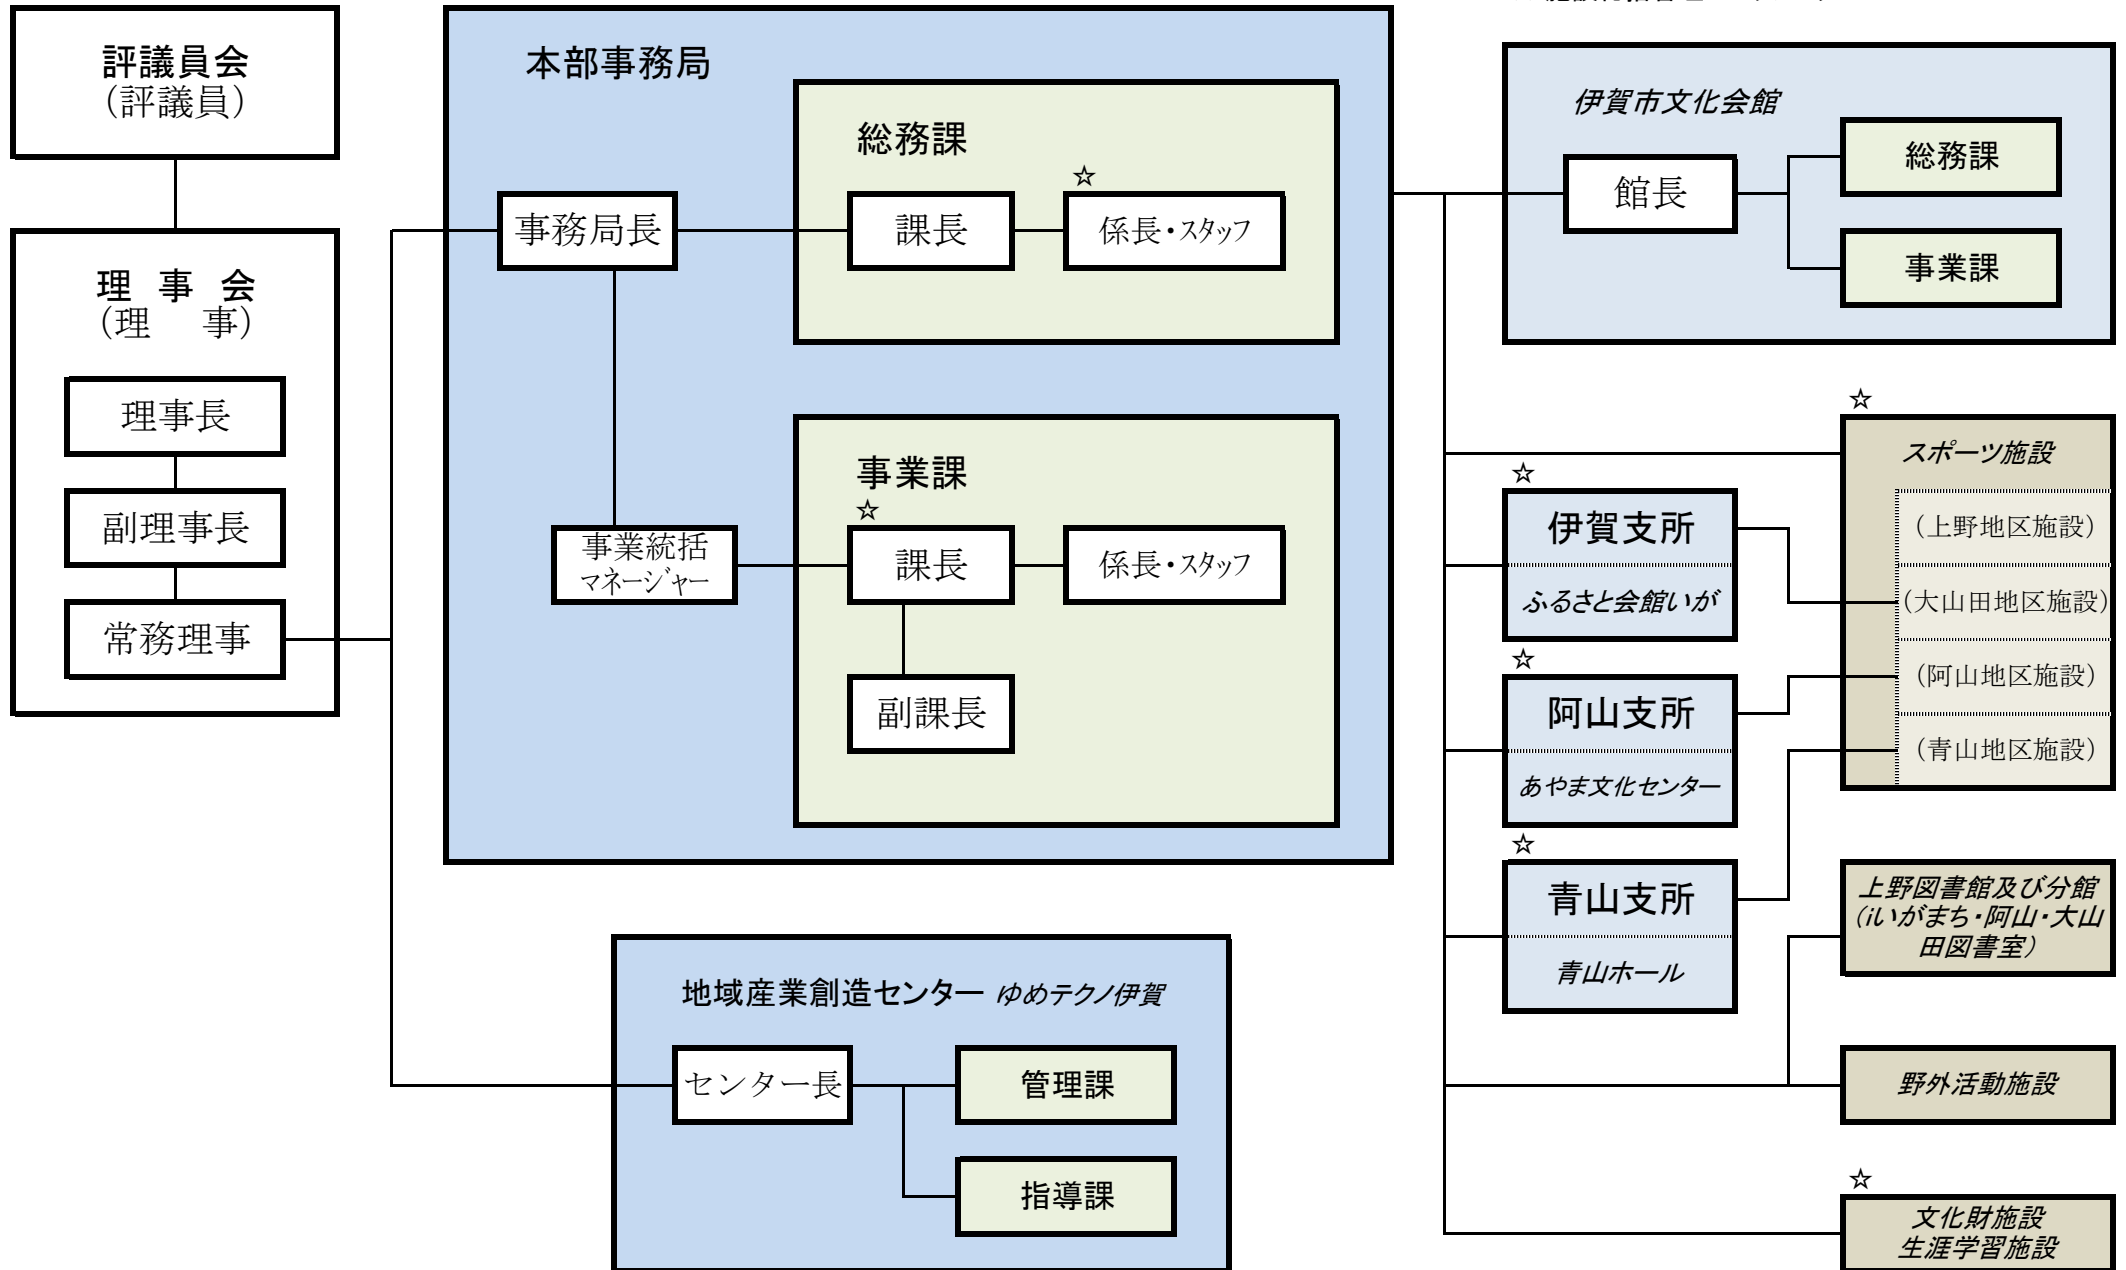 評議員会
（評議員）
理　事　会
（理　　事）
理事長
副理事長
常務理事
本部事務局
事務局長
総務課
課長
☆
係長・スタッフ
事業統括
マネージャー
事業課
☆
課長
係長・スタッフ
副課長
地域産業創造センター ゆめテクノ伊賀
センター長
管理課
指導課
伊賀市文化会館
館長
総務課
事業課
☆
スポーツ施設
（上野地区施設）
（大山田地区施設）
（阿山地区施設）
（青山地区施設）
☆
伊賀支所
ふるさと会館いが
☆
阿山支所
あやま文化センター
☆
青山支所
青山ホール
上野図書館及び分館
（iいがまち・阿山・大山
田図書室）
野外活動施設
☆
文化財施設
生涯学習施設